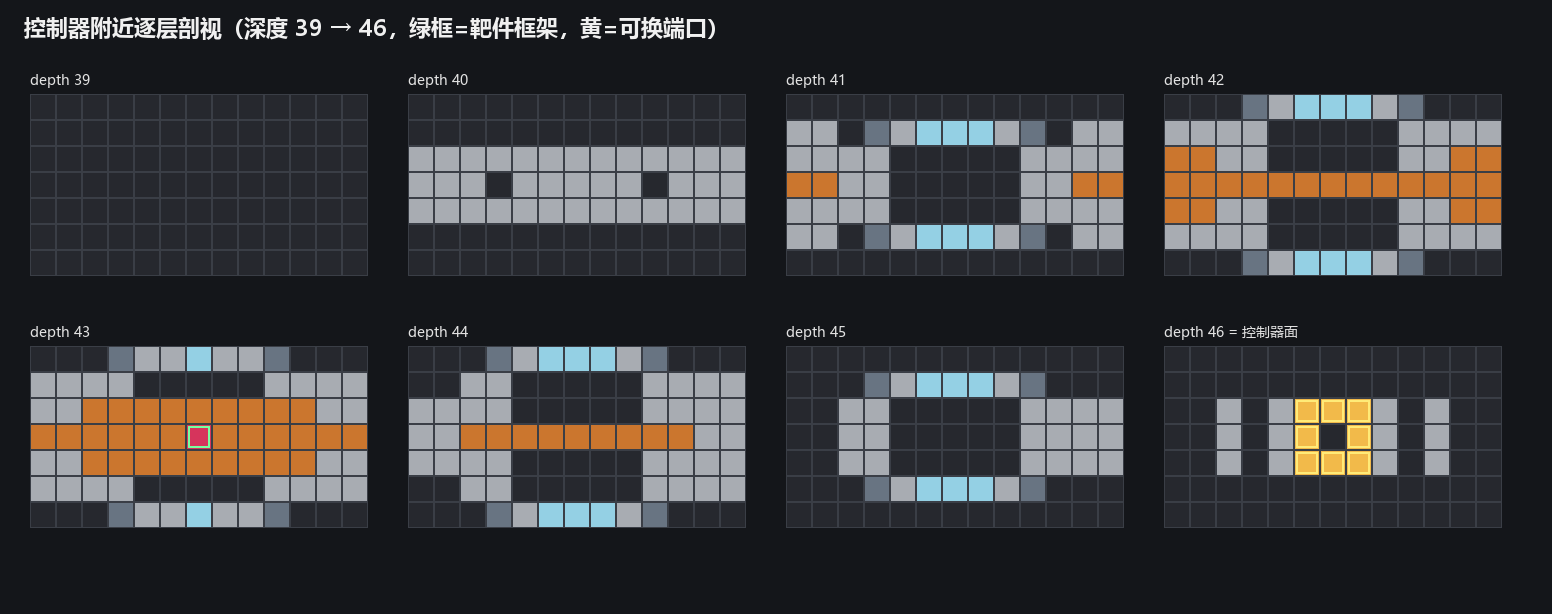 控制器附近逐层剖视（深度 39 → 46，绿框=靶件框架，黄=可换端口）
depth 39
depth 40
depth 41
depth 42
depth 43
depth 44
depth 45
depth 46 = 控制器面